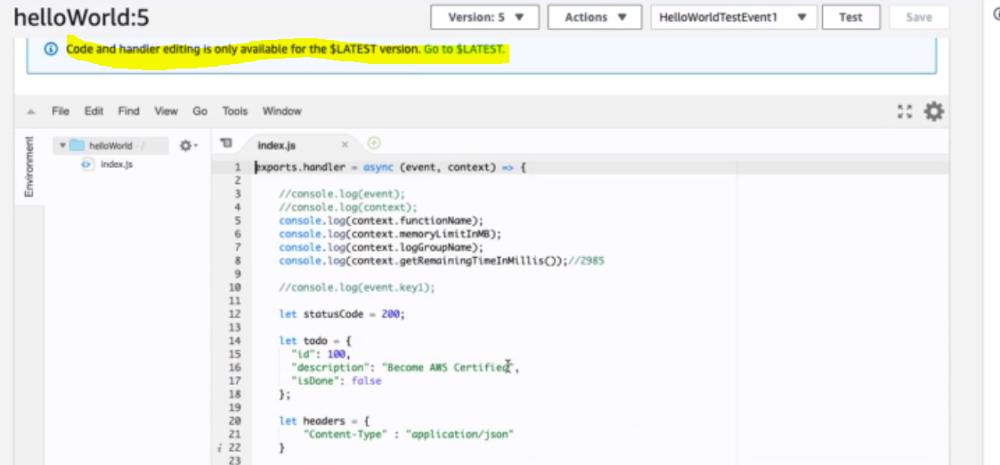 helloWorld:5
Version: 5 ▼
Actions ▼
HelloWorldTestEvent1 ▼
Test
Save
Code and handler editing is only available for the $LATEST version. Go to $LATEST.
File Edit Find View Go Tools Window
Environment
helloWorld - /
index.js
index.js
1 exports.handler = async (event, context) => {
2
3 //console.log(event);
4 //console.log(context);
5 console.log(context.functionName);
6 console.log(context.memoryLimitInMB);
7 console.log(context.logGroupName);
8 console.log(context.getRemainingTimeInMillis());//2985
9
10 //console.log(event.key1);
11
12 let statusCode = 200;
13
14 let todo = {
15 "id": 100,
16 "description": "Become AWS Certified",
17 "isDone": false
18 };
19
20 let headers = {
21 "Content-Type" : "application/json"
i 22 }
23